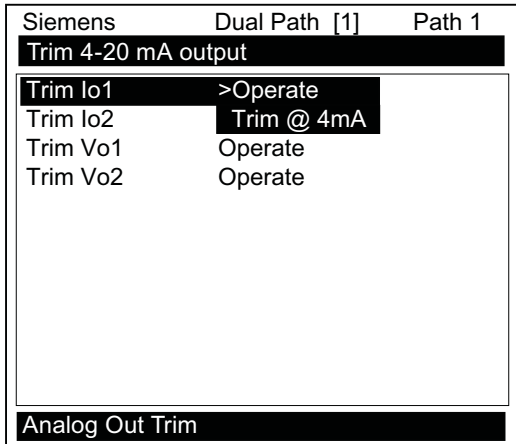 Siemens Dual Path [1] Path 1
Trim 4-20 mA output
Trim Io1 >Operate
Trim Io2 Trim @ 4mA
Trim Vo1 Operate
Trim Vo2 Operate
Analog Out Trim